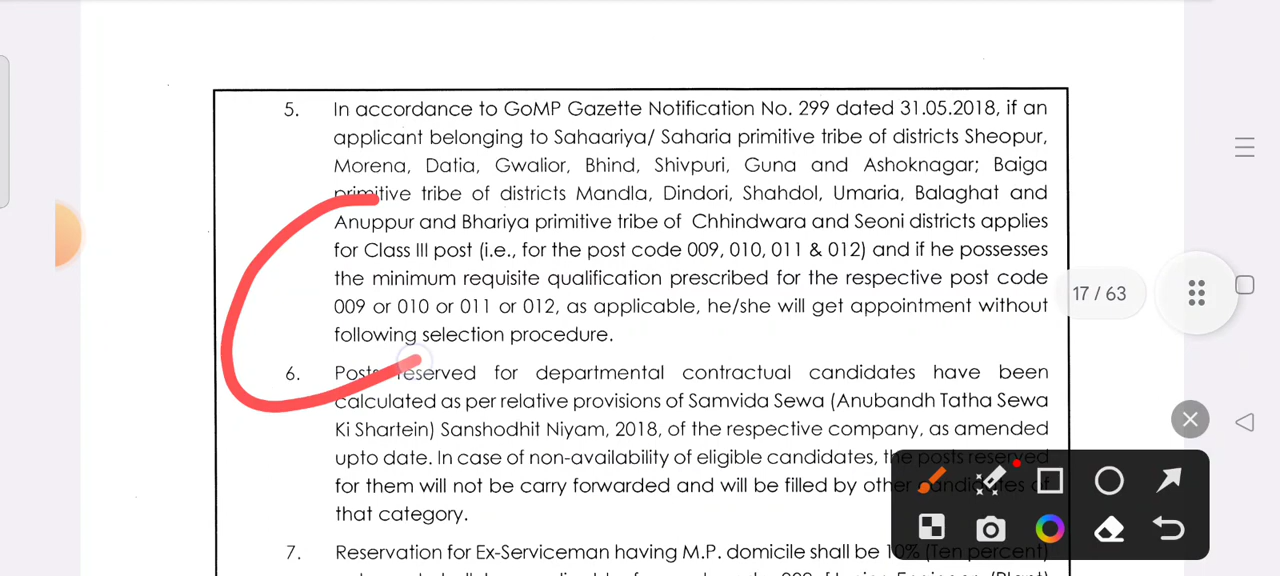 5. In accordance to GoMP Gazette Notification No. 299 dated 31.05.2018, if an
applicant belonging to Sahaariya/ Saharia primitive tribe of districts Sheopur,
Morena, Datia, Gwalior, Bhind, Shivpuri, Guna and Ashoknagar; Baiga
primitive tribe of districts Mandla, Dindori, Shahdol, Umaria, Balaghat and
Anuppur and Bhariya primitive tribe of Chhindwara and Seoni districts applies
for Class III post (i.e., for the post code 009, 010, 011 & 012) and if he possesses
the minimum requisite qualification prescribed for the respective post code
009 or 010 or 011 or 012, as applicable, he/she will get appointment without
following selection procedure.
17 / 63
6. Posts reserved for departmental contractual candidates have been
calculated as per relative provisions of Samvida Sewa (Anubandh Tatha Sewa
Ki Shartein) Sanshodhit Niyam, 2018, of the respective company, as amended
upto date. In case of non-availability of eligible candidates, the posts reserved
for them will not be carry forwarded and will be filled by other candidates of
that category.
7. Reservation for Ex-Serviceman having M.P. domicile shall be 10% (Ten percent)